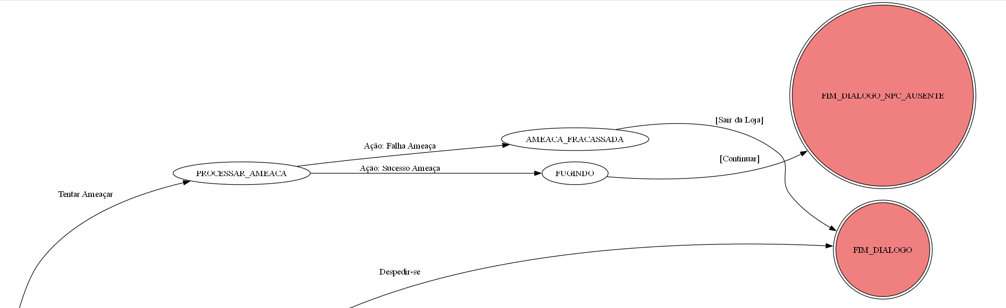 FIM_DIALOGO_NPC_AUSENTE
[Sair da Loja]
AMEACA_FRACASSADA
Ação: Falha Ameaça
[Continuar]
Ação: Sucesso Ameaça
PROCESSAR_AMEACA
FUGINDO
Tentar Ameaçar
FIM_DIALOGO
Despedir-se